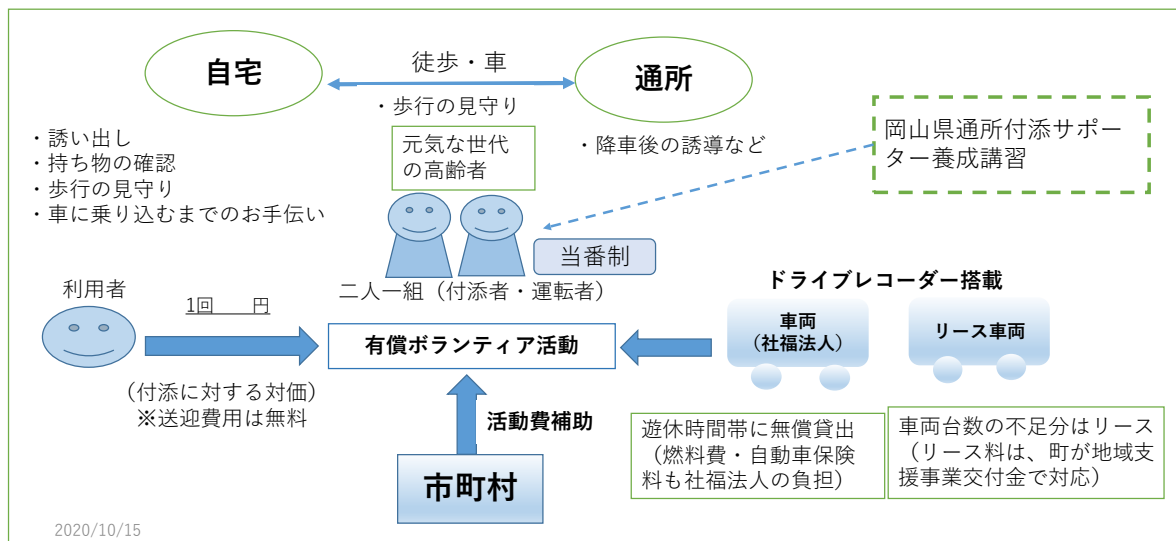 自宅
徒歩・車
通所
・歩行の見守り
・誘い出し
・持ち物の確認
・歩行の見守り
・車に乗り込むまでのお手伝い
元気な世代
の高齢者
・降車後の誘導など
岡山県通所付添サポー
ター養成講習
当番制
二人一組（付添者・運転者）
利用者
1回　　円
有償ボランティア活動
ドライブレコーダー搭載
車両
（社福法人）
リース車両
（付添に対する対価）
※送迎費用は無料
活動費補助
市町村
遊休時間帯に無償貸出
（燃料費・自動車保険
料も社福法人の負担）
車両台数の不足分はリース
（リース料は、町が地域支
援事業交付金で対応）
2020/10/15